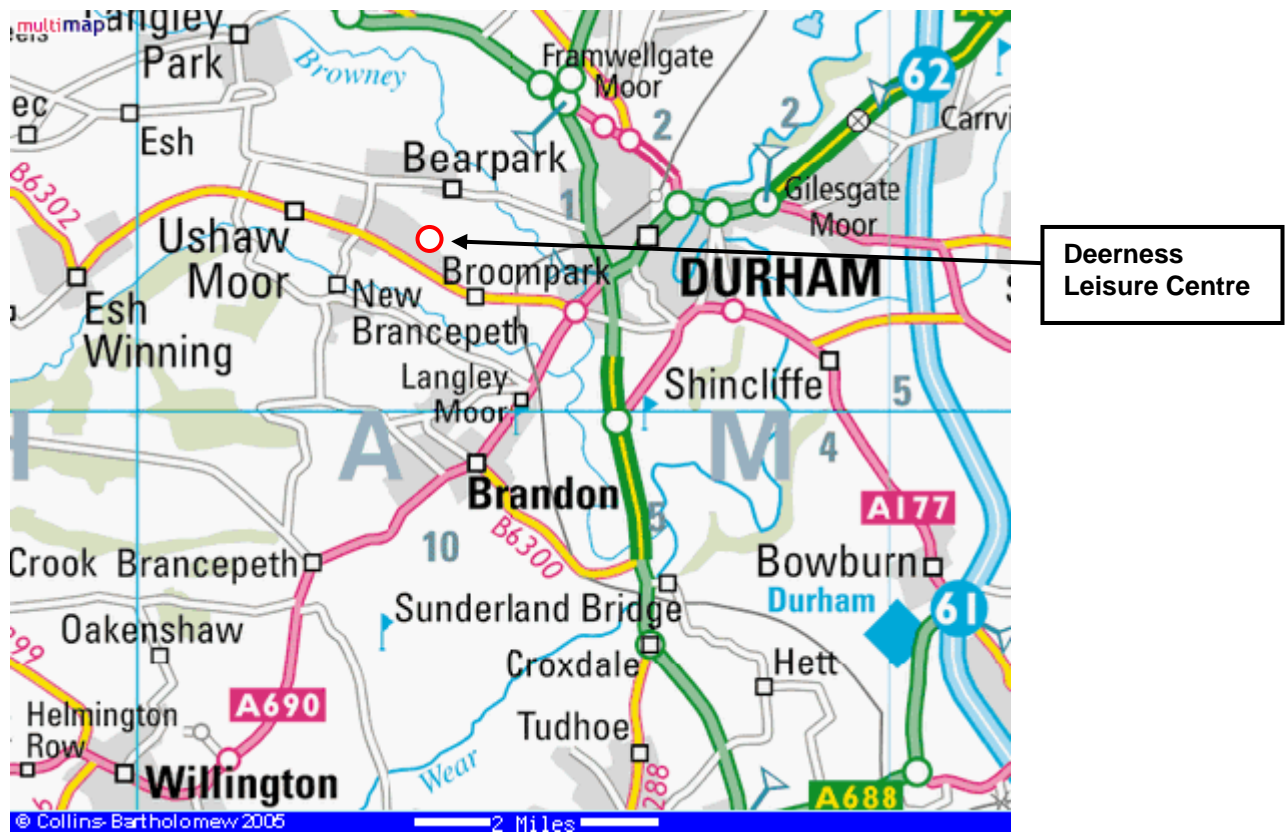 multimap
Langley
Park
Browney
Framwellgate
Moor
62
2
2
Esh
Bearpark
B6302
1
Gilesgate
Moor
Ushaw
Moor
Broompark
DURHAM
Deerness
Leisure Centre
New
Brancepeth
Esh
Winning
Langley
Moor
Shincliffe
5
A
M
4
Brandon
A177
5
10
B6300
Crook
Brancepeth
Bowburn
Durham
61
Sunderland Bridge
Oakenshaw
Croxdale
Hett
A690
Helmington
Row
Tudhoe
Willington
Wear
288
A688
© Collins-Bartholomew 2005
2 Miles